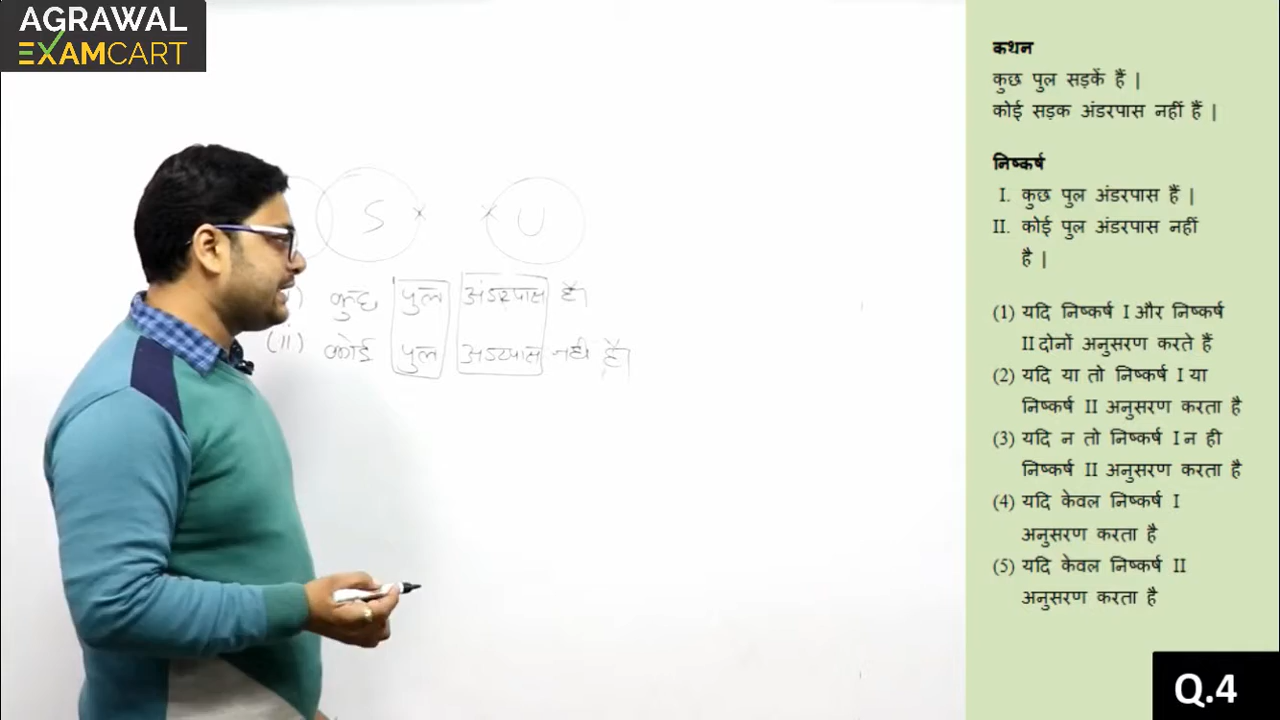 AGRAWAL
EXAMCART
S
U
कुछ पुल अंडरपास है।
(ii) कोई पुल अंडरपास नही है।
कथन
कुछ पुल सड़कें हैं |
कोई सड़क अंडरपास नहीं हैं |
निष्कर्ष
I. कुछ पुल अंडरपास हैं |
II. कोई पुल अंडरपास नहीं
है |
(1) यदि निष्कर्ष I और निष्कर्ष
II दोनों अनुसरण करते हैं
(2) यदि या तो निष्कर्ष I या
निष्कर्ष II अनुसरण करता है
(3) यदि न तो निष्कर्ष I न ही
निष्कर्ष II अनुसरण करता है
(4) यदि केवल निष्कर्ष I
अनुसरण करता है
(5) यदि केवल निष्कर्ष II
अनुसरण करता है
Q.4